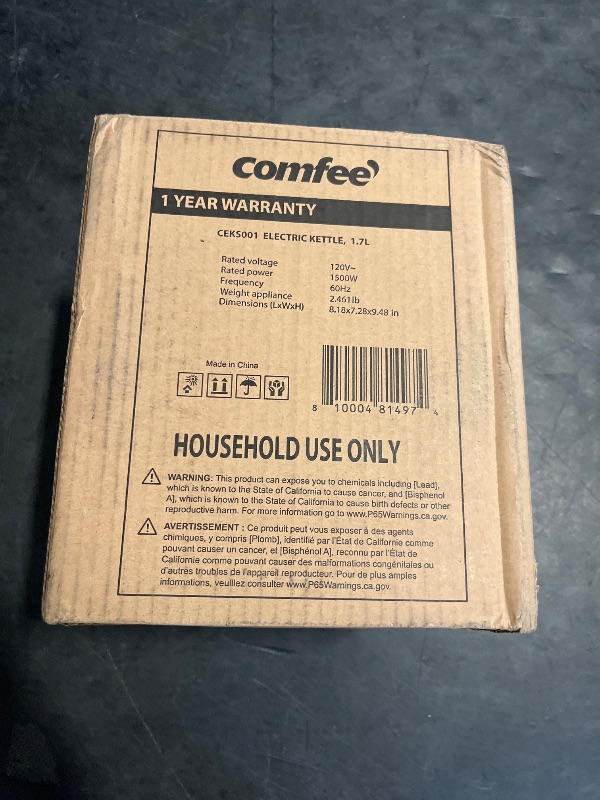 comfee'
1 YEAR WARRANTY
CEKS001 ELECTRIC KETTLE, 1.7L
Rated voltage 120V~
Rated power 1500W
Frequency 60Hz
Weight appliance 2.461lb
Dimensions (LxWxH) 8.18x7.28x9.48 in
Made in China
8 10004 81497 4
HOUSEHOLD USE ONLY
WARNING: This product can expose you to chemicals including [Lead],
which is known to the State of California to cause cancer, and [Bisphenol
A], which is known to the State of California to cause birth defects or other
reproductive harm. For more information go to www.P65Warnings.ca.gov.
AVERTISSEMENT : Ce produit peut vous exposer à des agents
chimiques, y compris [Plomb], identifié par l'État de Californie comme
pouvant causer un cancer, et [Bisphénol A], reconnu par l'État de
Californie comme pouvant causer des malformations congénitales ou
d'autres troubles de l'appareil reproducteur. Pour de plus amples
informations, veuillez consulter www.P65Warnings.ca.gov.